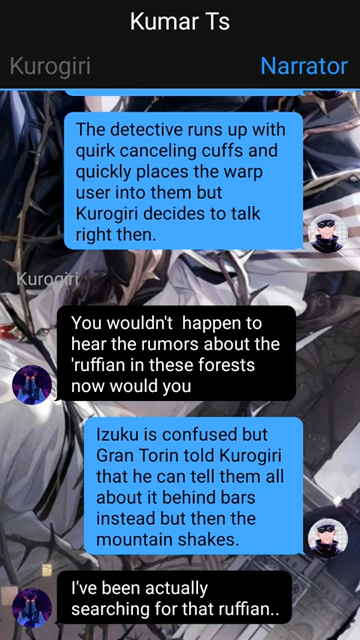 Kumar Ts
Kurogiri
Narrator
The detective runs up with
quirk canceling cuffs and
quickly places the warp
user into them but
Kurogiri decides to talk
right then.
Kurogiri
You wouldn't  happen to
hear the rumors about the
'ruffian in these forests
now would you
Izuku is confused but
Gran Torin told Kurogiri
that he can tell them all
about it behind bars
instead but then the
mountain shakes.
I've been actually
searching for that ruffian..